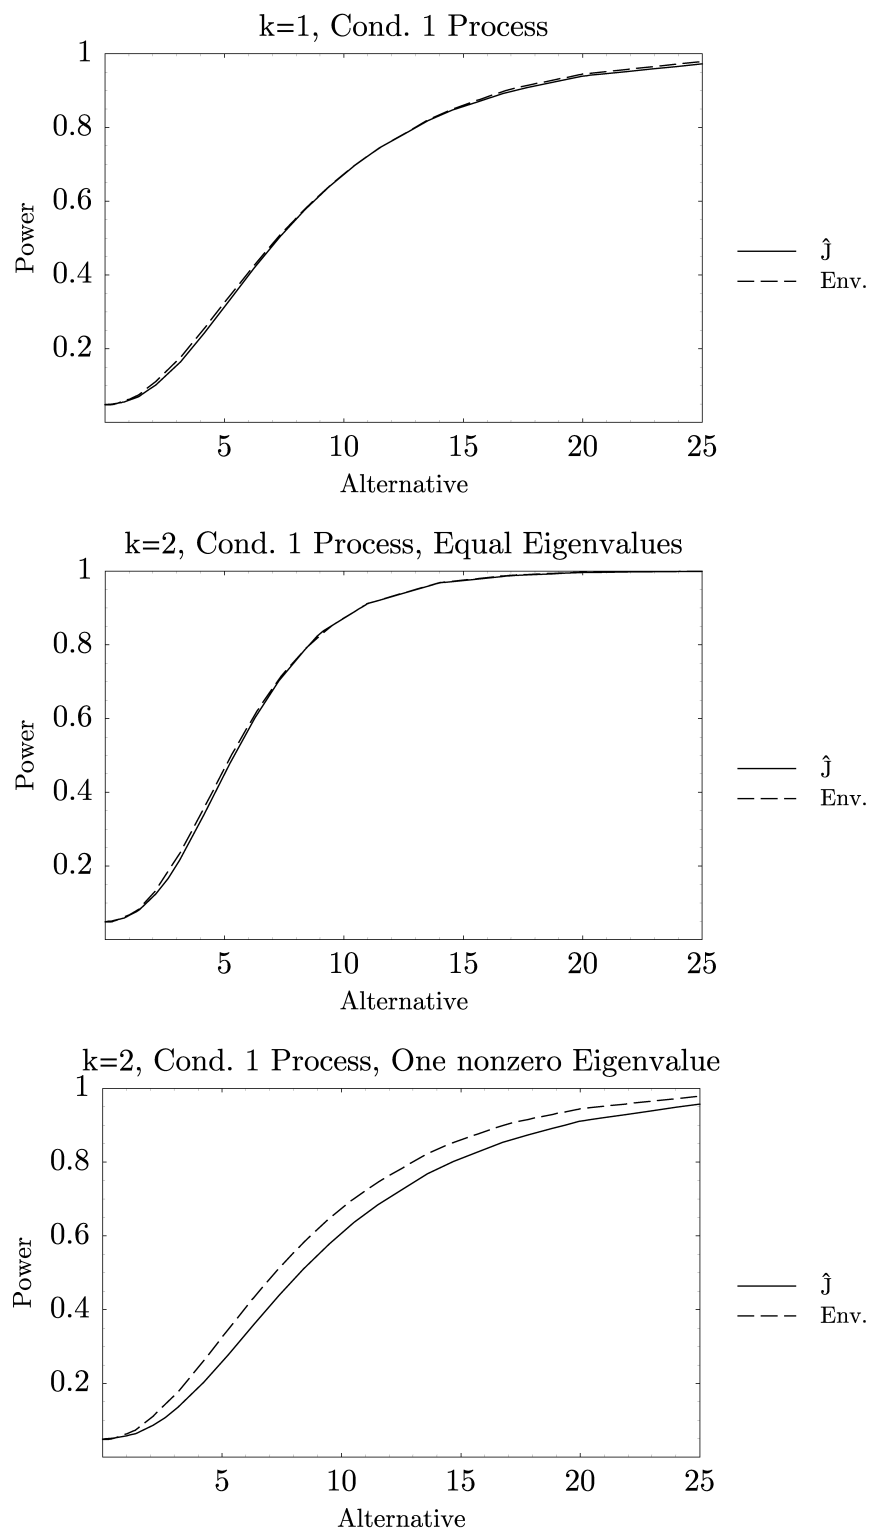 k=1, Cond. 1 Process
1
0.8
0.6
0.4
0.2
Power
5 10 15 20 25
Alternative
Ĵ
Env.
k=2, Cond. 1 Process, Equal Eigenvalues
1
0.8
0.6
0.4
0.2
Power
5 10 15 20 25
Alternative
Ĵ
Env.
k=2, Cond. 1 Process, One nonzero Eigenvalue
1
0.8
0.6
0.4
0.2
Power
5 10 15 20 25
Alternative
Ĵ
Env.